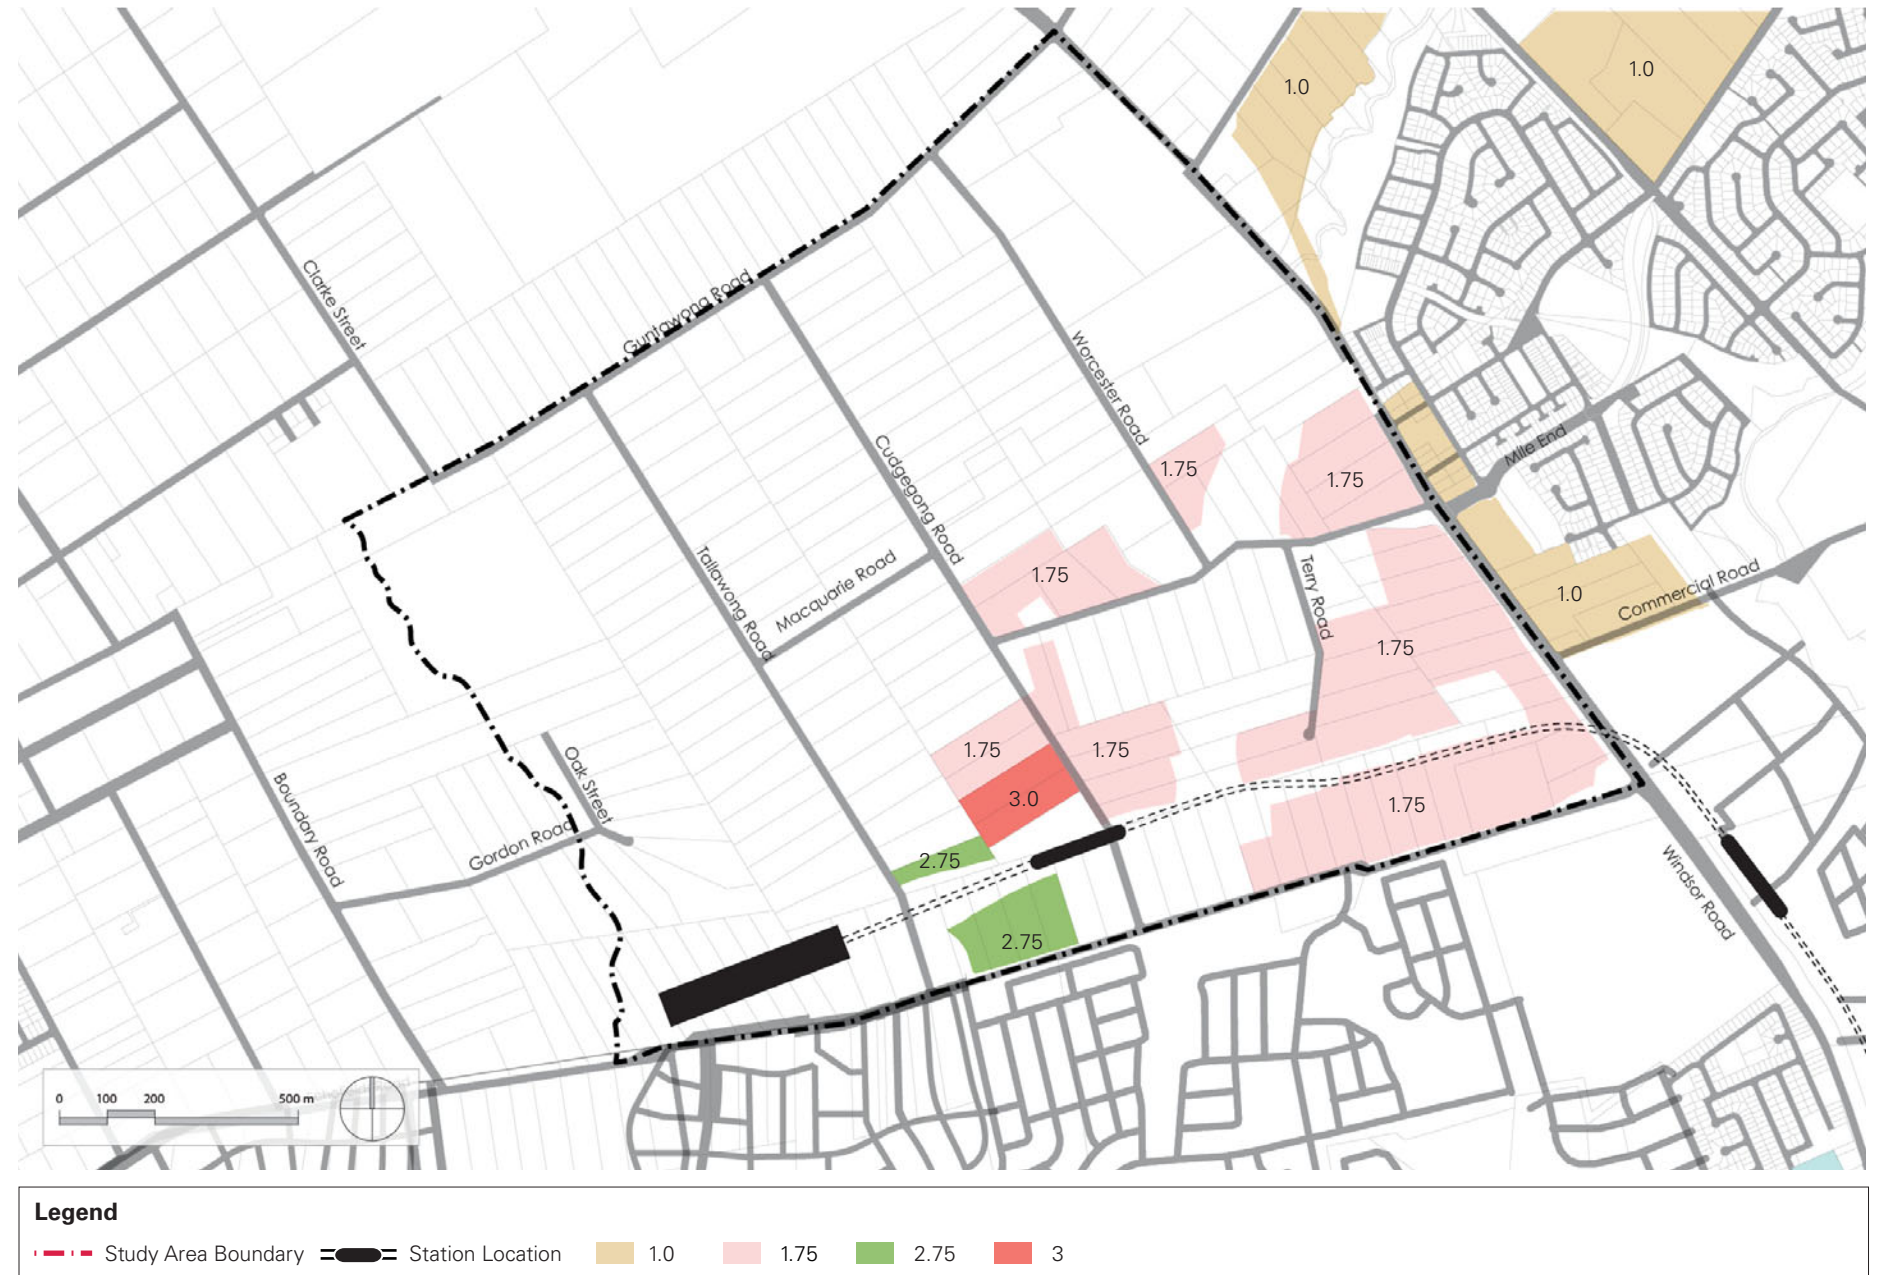 1.0
1.0
Clarke Street
Guntawong Road
Worcester Road
Cudgegong Road
Mile End
1.75
1.75
Tallawong Road
Macquarie Road
1.75
Terry Road
1.0
Commercial Road
1.75
Oak Street
1.75
1.75
3.0
1.75
Boundary Road
Gordon Road
2.75
Windsor Road
2.75
0 100 200 500 m
Legend
Study Area Boundary Station Location 1.0 1.75 2.75 3